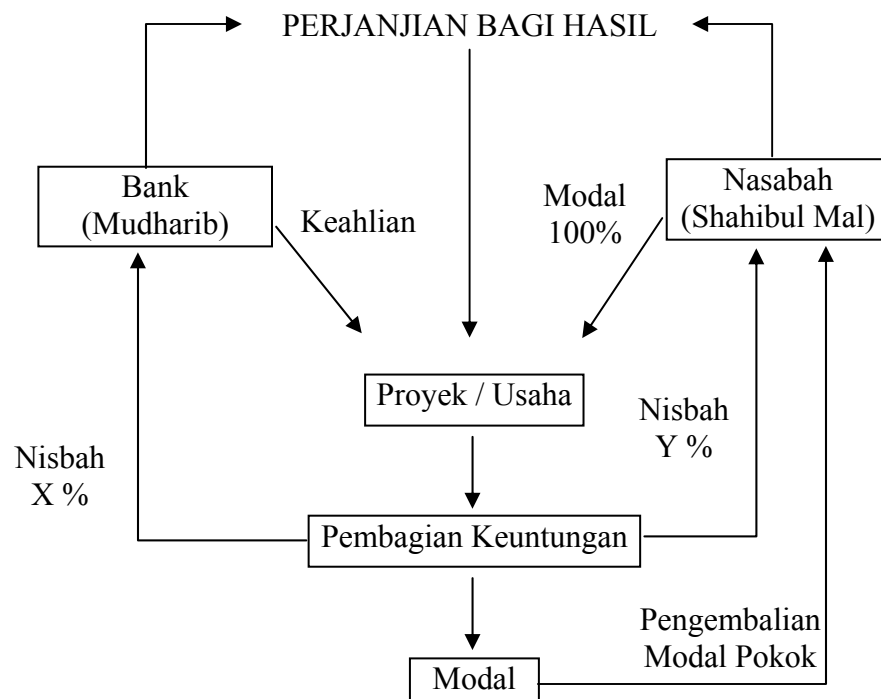 PERJANJIAN BAGI HASIL
Bank
(Mudharib)
Keahlian
Modal
100%
Nasabah
(Shahibul Mal)
Proyek / Usaha
Nisbah
X %
Nisbah
Y %
Pembagian Keuntungan
Pengembalian
Modal Pokok
Modal